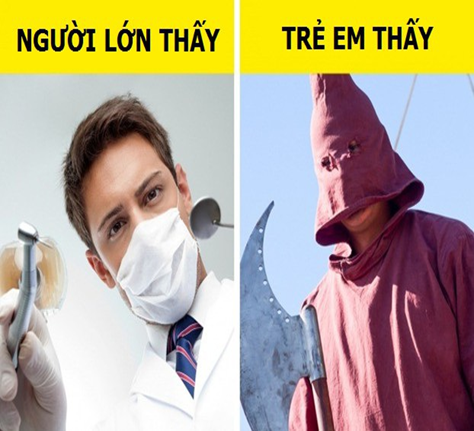 NGƯỜI LỚN THẤY
TRẺ EM THẤY